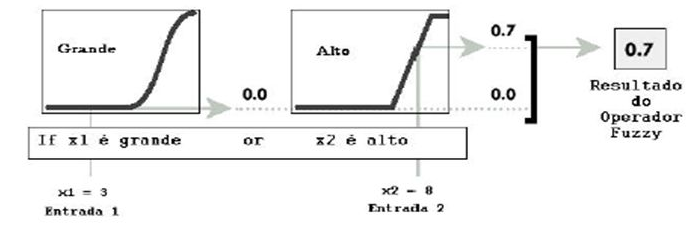 Grande
Alto
0.0
0.7
0.0
0.7
Resultado
do
Operador
Fuzzy
If x1 é grande or x2 é alto
x1 = 3
Entrada 1
x2 = 8
Entrada 2